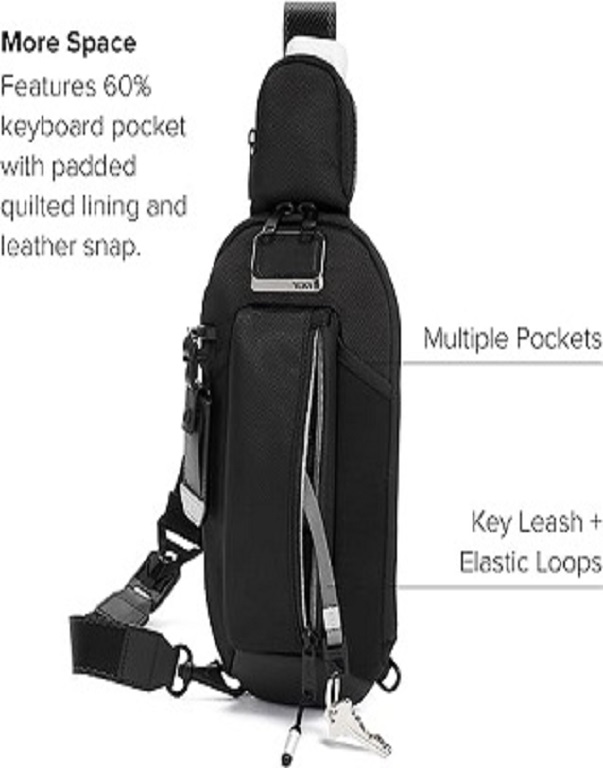 More Space
Features 60%
keyboard pocket
with padded
quilted lining and
leather snap.
TUMI
Multiple Pockets
Key Leash +
Elastic Loops